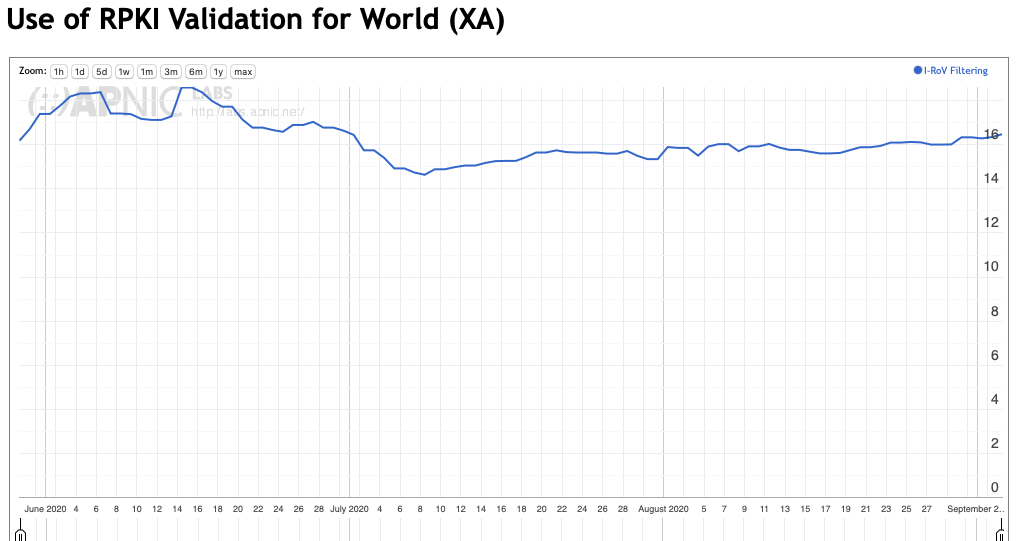 Use of RPKI Validation for World (XA)
Zoom: 1h 1d 5d 1w 1m 3m 6m 1y max
I-RoV Filtering
(::) APNIC LABS
http://labs.apnic.net/
16
14
12
10
8
6
4
2
0
June 2020 4 6 8 10 12 14 16 18 20 22 24 26 28 July 2020 4 6 8 10 12 14 16 18 20 22 24 26 28 August 2020 5 7 9 11 13 15 17 19 21 23 25 27 September 2..